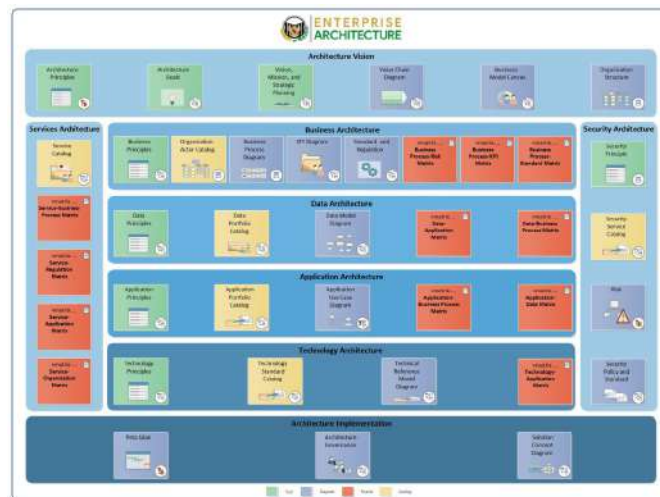 ENTERPRISE
ARCHITECTURE
Architecture Vision
Architecture
Principles
Architecture
Goals
Vision,
Mission, and
Strategic
Planning
Value Chain
Diagram
Business
Model Canvas
Organization
Structure
Services Architecture
Service
Catalog
Service-Business
Process Matrix
Service-
Regulation
Matrix
Service-
Application
Matrix
Service-Organization
Matrix
Business Architecture
Business
Principles
Organization
Actor Catalog
Business
Process
Diagram
Standard and
Regulation
Business
Process-Risk Matrix
Business
Process-KPI
Matrix
Business
Process-
Standard Matrix
Data Architecture
Data
Principles
Data
Portfolio
Catalog
Data Model
Diagram
Data-
Application
Matrix
Data-Business
Process Matrix
Application Architecture
Application
Principles
Application
Portfolio
Catalog
Application
Use Case
Diagram
Application-
Business Process
Matrix
Application-
Data Matrix
Technology Architecture
Technology
Principles
Technology
Standard
Catalog
Technical
Reference
Model
Diagram
Technology-
Application
Matrix
Security Architecture
Security
Principle
Security
Service
Catalog
Risk
Security
Policy and
Standard
Architecture Implementation
Architecture
Governance
Solution
Concept
Diagram
Diagram
Matrix
Catalog